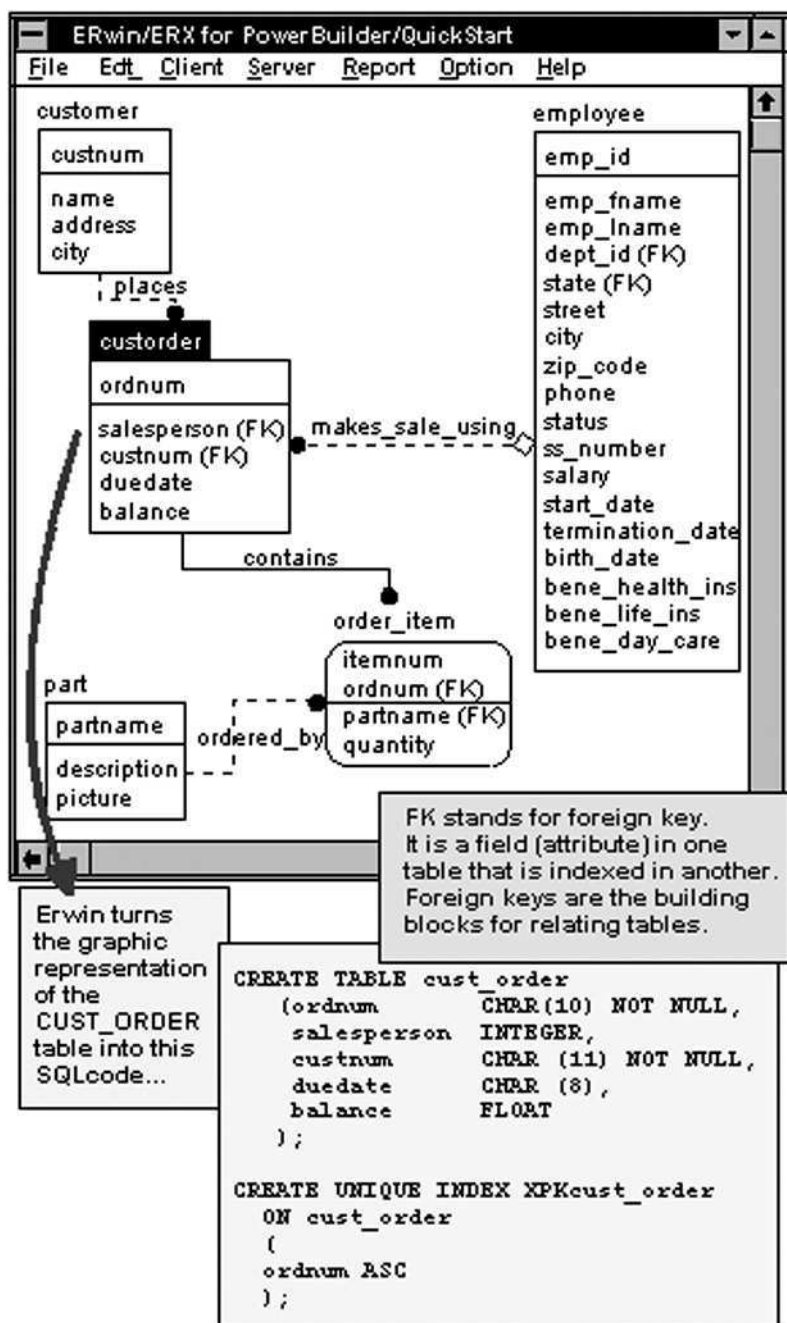 ERwin/ERX for PowerBuilder/QuickStart
File Edt Client Server Report Option Help
customer
custnum
name
address
city
places
custorder
ordnum
salesperson (FK)
custnum (FK)
duedate
balance
makes_sale_using
employee
emp_id
emp_fname
emp_lname
dept_id (FK)
state (FK)
street
city
zip_code
phone
status
ss_number
salary
start_date
termination_date
birth_date
bene_health_ins
bene_life_ins
bene_day_care
contains
order_item
itemnum
ordnum (FK)
partname (FK)
quantity
part
partname
description
picture
ordered_by
FK stands for foreign key.
It is a field (attribute) in one
table that is indexed in another.
Foreign keys are the building
blocks for relating tables.
Erwin turns
the graphic
representation
of the
CUST_ORDER
table into this
SQLcode...
CREATE TABLE cust_order
(ordnum CHAR(10) NOT NULL,
salesperson INTEGER,
custnum CHAR (11) NOT NULL,
duedate CHAR (8),
balance FLOAT
);
CREATE UNIQUE INDEX XPKcust_order
ON cust_order
(
ordnum ASC
);